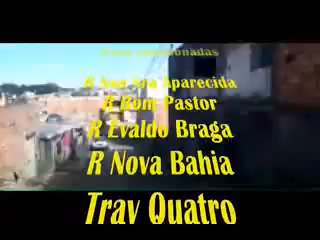 R Nsa Sra Aparecida
R Bom Pastor
R Evaldo Braga
R Nova Bahia
Trav Quatro